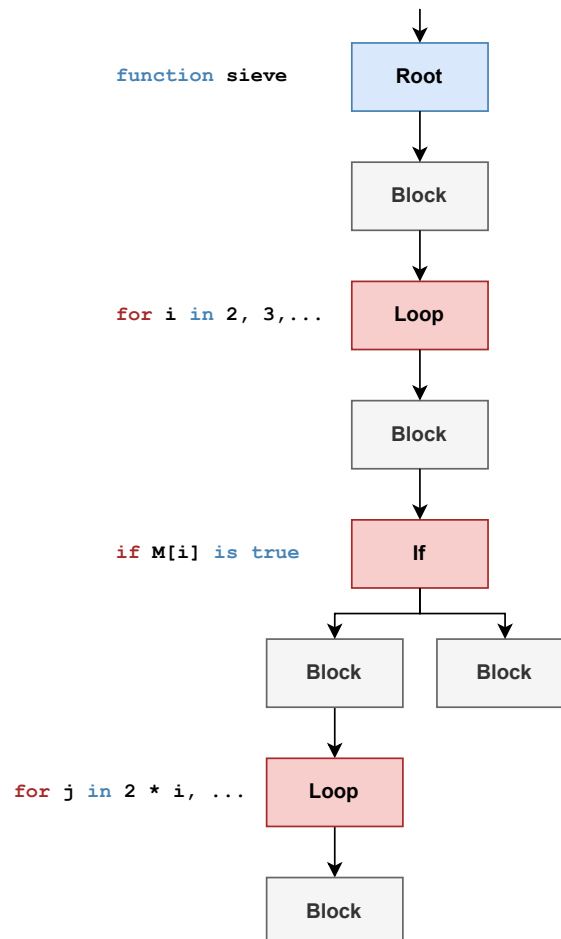 function sieve
Root
Block
for i in 2, 3,...
Loop
Block
if M[i] is true
If
Block
Block
for j in 2 * i, ...
Loop
Block